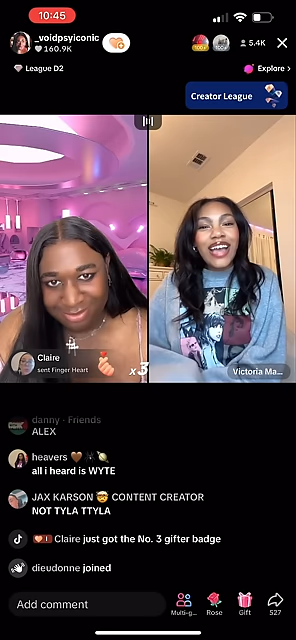 10:45
_voidpsyiconic
160.9K
5.4K
League D2
Explore ›
Creator League
Claire
sent Finger Heart
x3
Victoria Ma...
danny · Friends
ALEX
heavers
all i heard is WYTE
JAX KARSON 🤯 CONTENT CREATOR
NOT TYLA TTYLA
Claire just got the No. 3 gifter badge
dieudonne joined
Add comment
Multi-g...
Rose
Gift
527